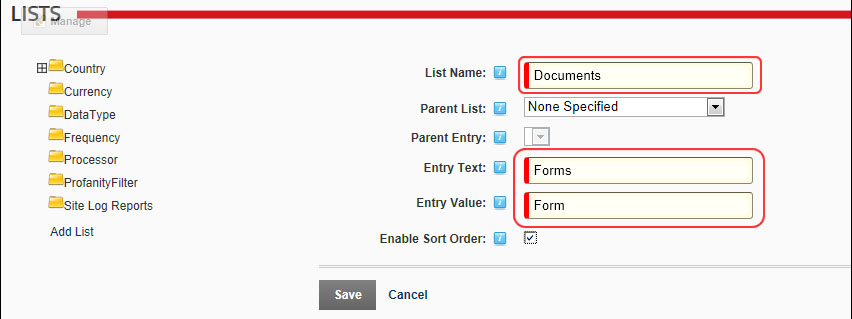 LISTS
Manage
Country
Currency
DataType
Frequency
Processor
ProfanityFilter
Site Log Reports
Add List
List Name: Documents
Parent List: None Specified
Parent Entry:
Entry Text: Forms
Entry Value: Form
Enable Sort Order:
Save Cancel